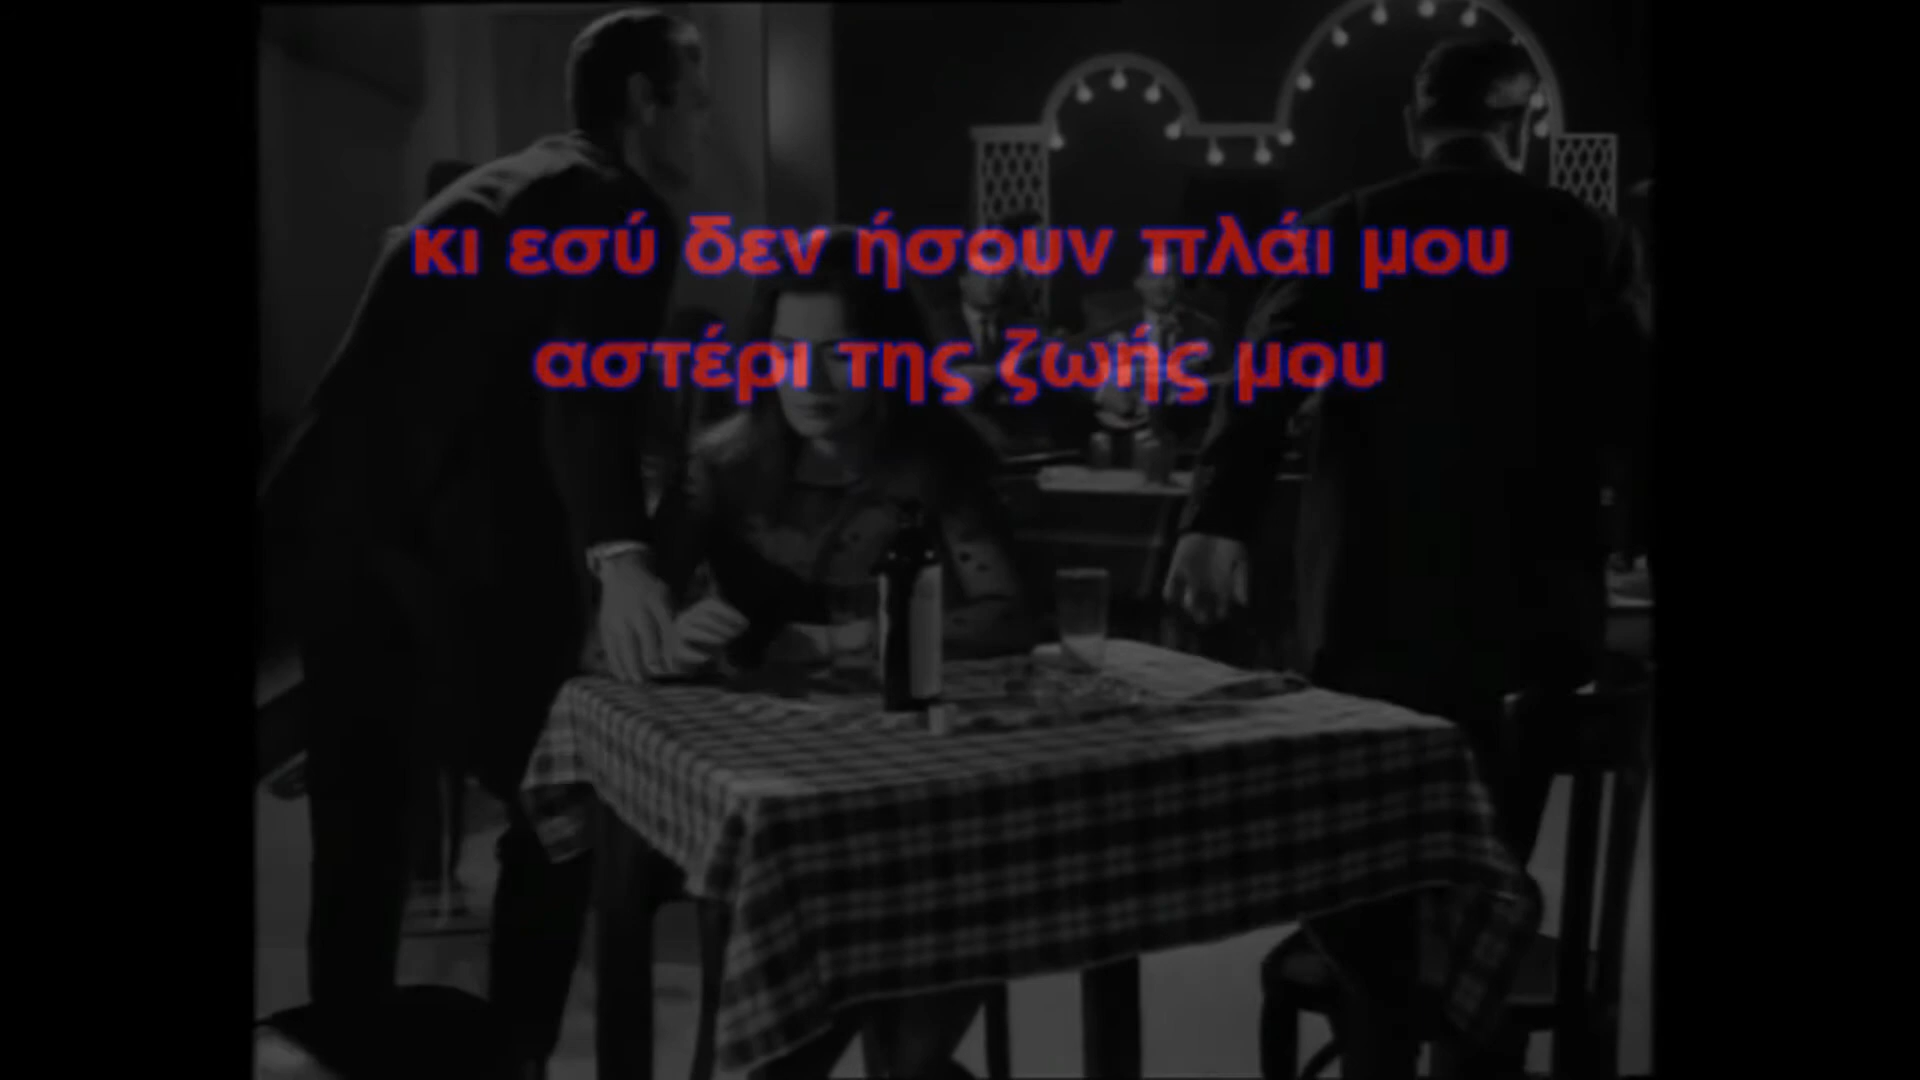 κι εσύ δεν ήσουν πλάι μου
αστέρι της ζωής μου